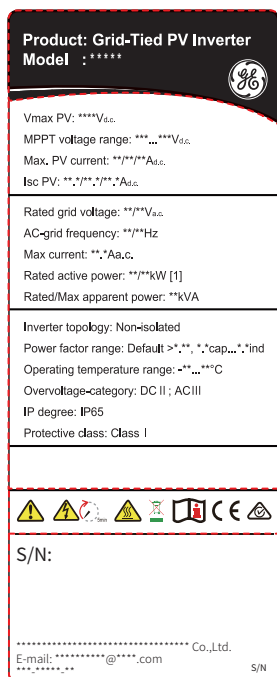 Product: Grid-Tied PV Inverter
Model : *****
GE
Vmax PV: ****Vd.c.
MPPT voltage range: ***...***Vd.c.
Max. PV current: **/**/**Ad.c.
Isc PV: **.*/**.*/**.*Ad.c.
Rated grid voltage: **/**Va.c.
AC-grid frequency: **/**Hz
Max current: **.*Aa.c.
Rated active power: **/**kW [1]
Rated/Max apparent power: **kVA
Inverter topology: Non-isolated
Power factor range: Default >*.**, *.*cap...*.*ind
Operating temperature range: -**...**°C
Overvoltage-category: DC II ; AC III
IP degree: IP65
Protective class: Class I
5min
CE
S/N:
********************************* Co.,Ltd.
E-mail: **********@****.com
***-*****-**
S/N